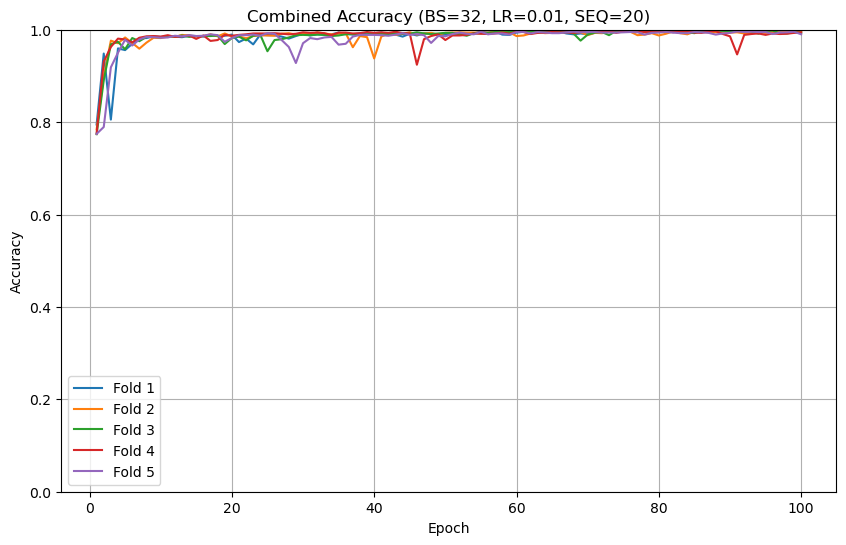 Combined Accuracy (BS=32, LR=0.01, SEQ=20)
1.0
0.8
0.6
0.4
0.2
0.0
Accuracy
Fold 1
Fold 2
Fold 3
Fold 4
Fold 5
0 20 40 60 80 100
Epoch